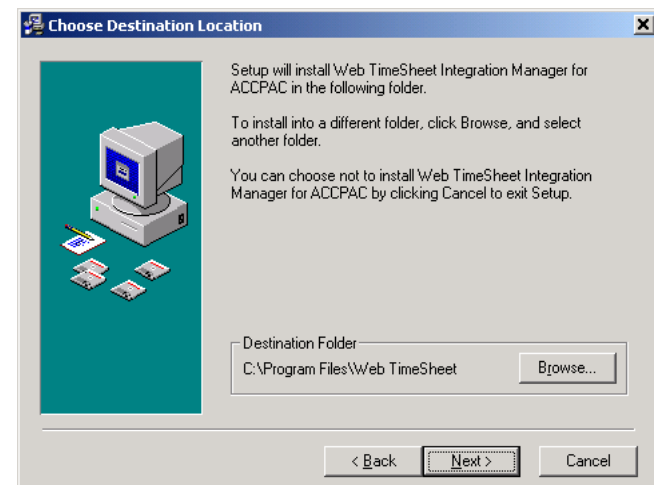 Choose Destination Location
Setup will install Web TimeSheet Integration Manager for
ACCPAC in the following folder.
To install into a different folder, click Browse, and select
another folder.
You can choose not to install Web TimeSheet Integration
Manager for ACCPAC by clicking Cancel to exit Setup.
Destination Folder
C:\Program Files\Web TimeSheet
Browse...
< Back
Next >
Cancel